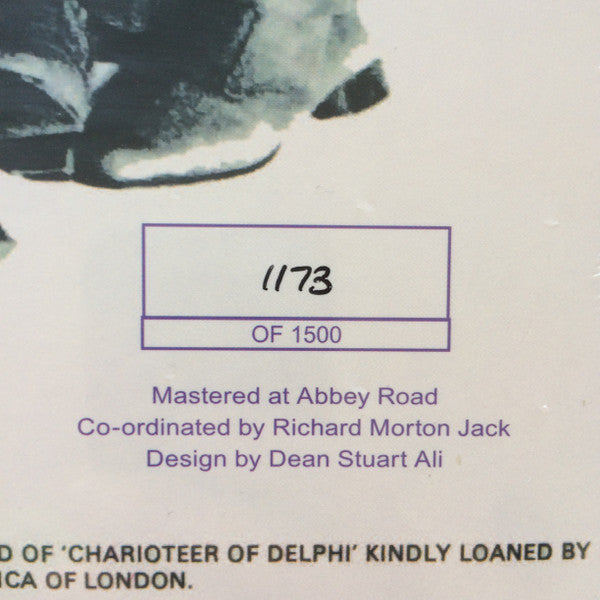 1173
OF 1500
Mastered at Abbey Road
Co-ordinated by Richard Morton Jack
Design by Dean Stuart Ali
D OF 'CHARIOTEER OF DELPHI' KINDLY LOANED BY
ICA OF LONDON.